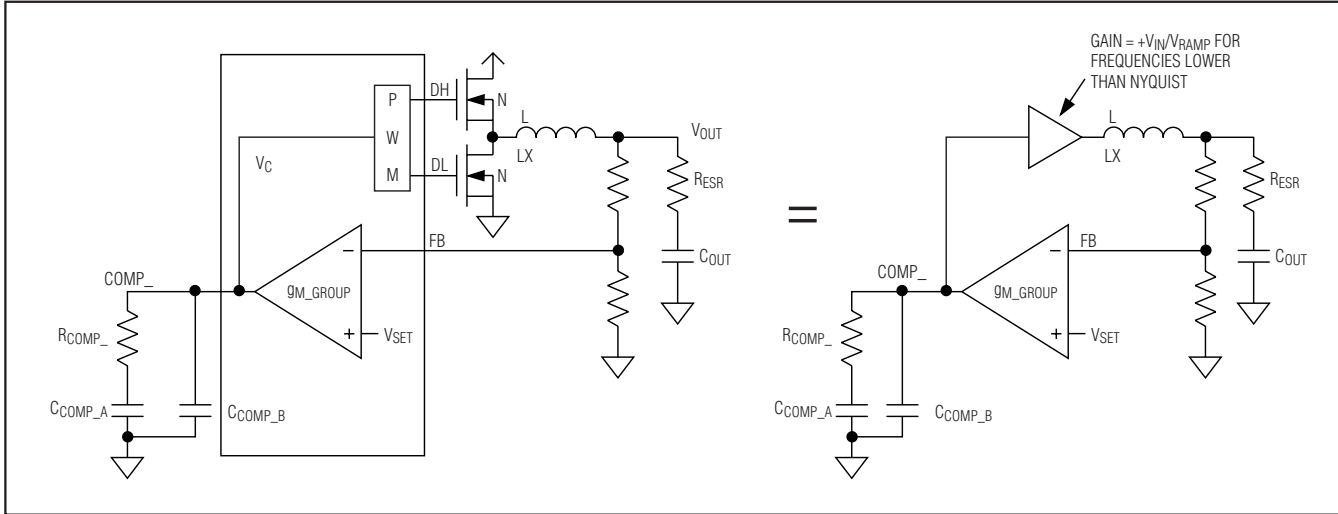 P
W
M
DH
DL
N
N
L
LX
VOUT
RESR
COUT
VC
FB
COMP_
gM_GROUP
−
+
VSET
RCOMP_
CCOMP_A
CCOMP_B
=
GAIN = +VIN/VRAMP FOR
FREQUENCIES LOWER
THAN NYQUIST
L
LX
RESR
COUT
FB
COMP_
gM_GROUP
−
+
VSET
RCOMP_
CCOMP_A
CCOMP_B